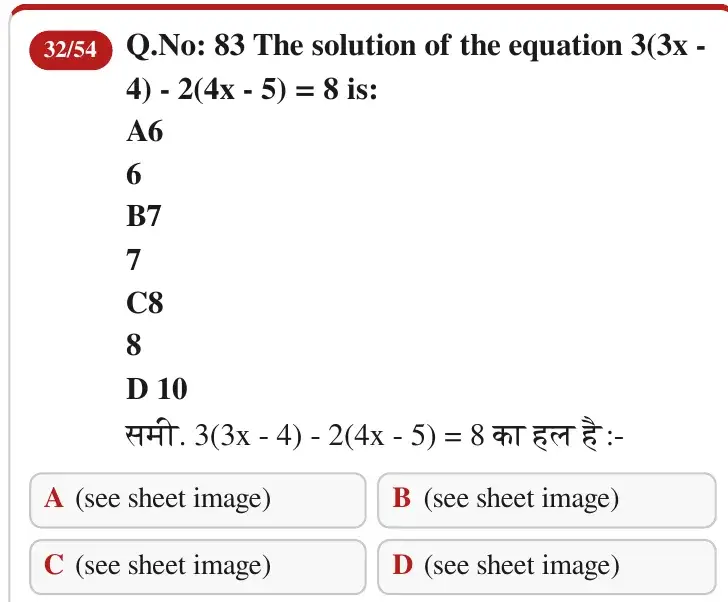 32/54 Q.No: 83 The solution of the equation 3(3x -
4) - 2(4x - 5) = 8 is:
A6
6
B7
7
C8
8
D 10
समी. 3(3x - 4) - 2(4x - 5) = 8 का हल है :-
A (see sheet image) B (see sheet image)
C (see sheet image) D (see sheet image)